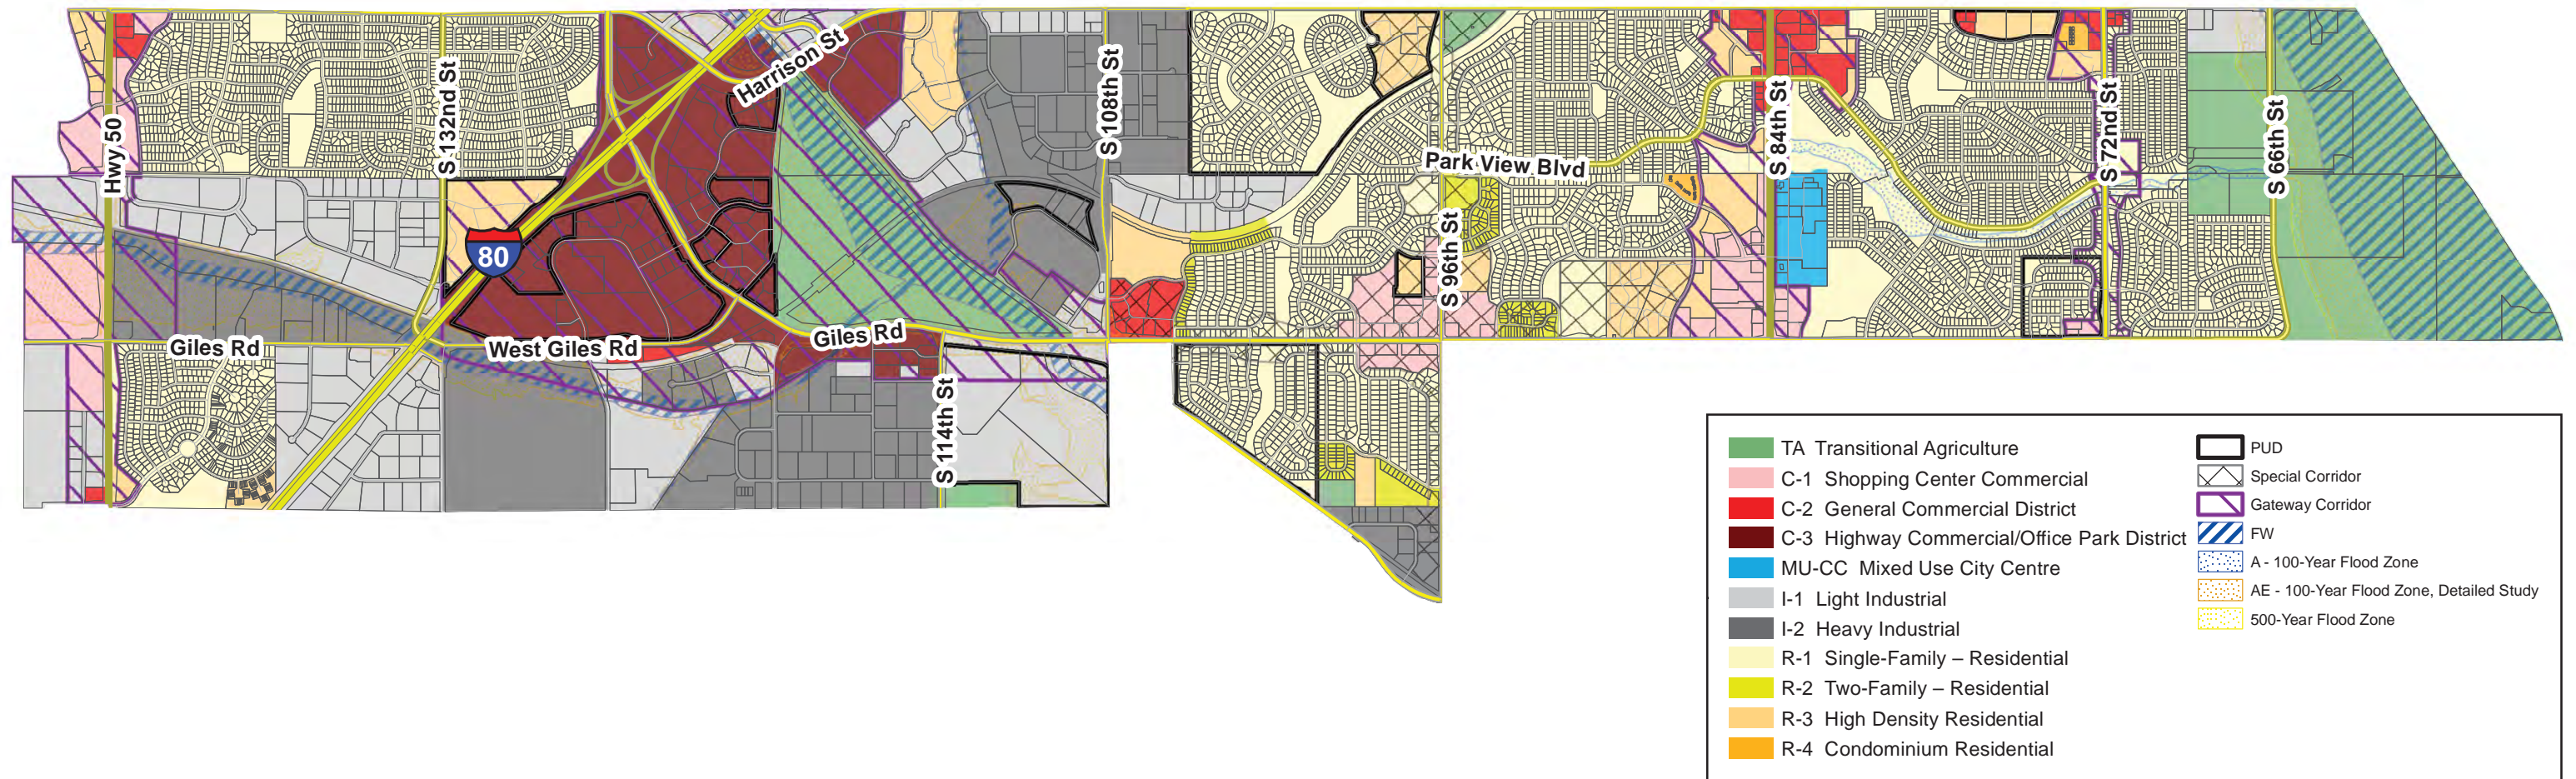 Harrison St
Hwy 50
S 132nd St
S 108th St
Park View Blvd
S 84th St
S 72nd St
S 66th St
80
S 96th St
Giles Rd
West Giles Rd
Giles Rd
S 114th St
TA Transitional Agriculture
C-1 Shopping Center Commercial
C-2 General Commercial District
C-3 Highway Commercial/Office Park District
MU-CC Mixed Use City Centre
I-1 Light Industrial
I-2 Heavy Industrial
R-1 Single-Family – Residential
R-2 Two-Family – Residential
R-3 High Density Residential
R-4 Condominium Residential
PUD
Special Corridor
Gateway Corridor
FW
A - 100-Year Flood Zone
AE - 100-Year Flood Zone, Detailed Study
500-Year Flood Zone